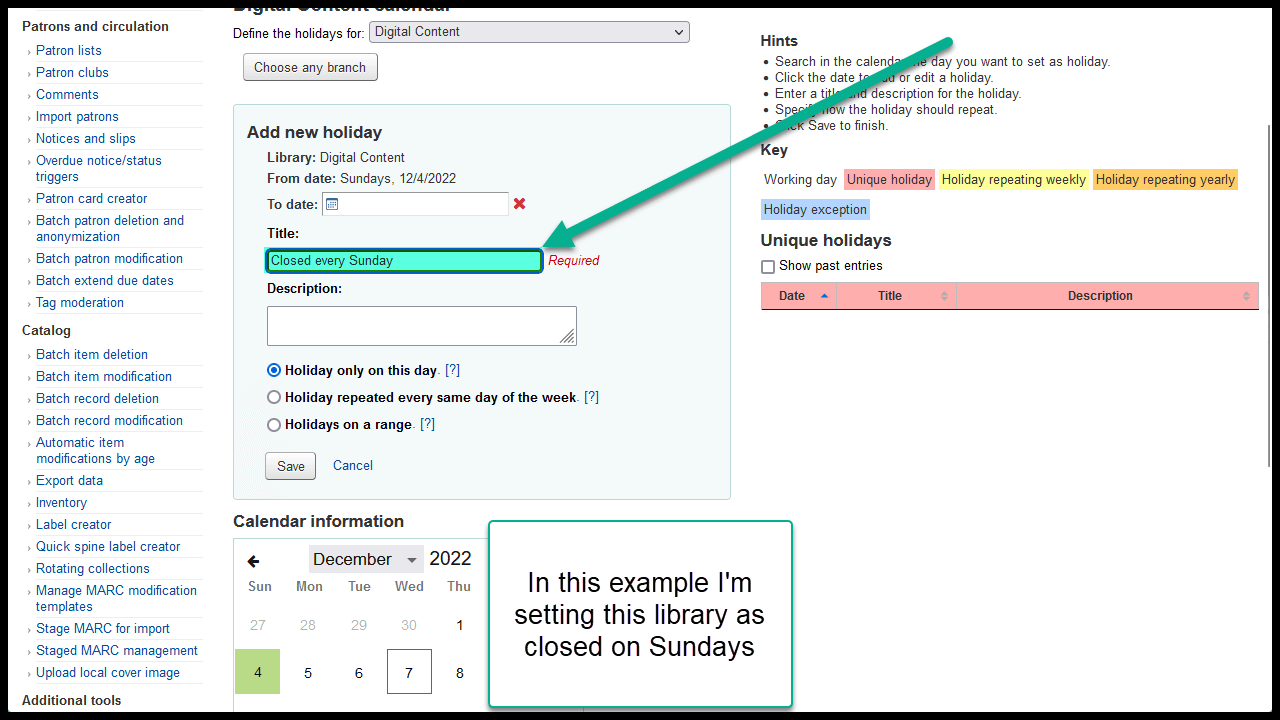 Patrons and circulation
Patron lists
Patron clubs
Comments
Import patrons
Notices and slips
Overdue notice/status
triggers
Patron card creator
Batch patron deletion and
anonymization
Batch patron modification
Batch extend due dates
Tag moderation
Catalog
Batch item deletion
Batch item modification
Batch record deletion
Batch record modification
Automatic item
modifications by age
Export data
Inventory
Label creator
Quick spine label creator
Rotating collections
Manage MARC modification
templates
Stage MARC for import
Staged MARC management
Upload local cover image
Additional tools
Digital Content calendar
Define the holidays for: Digital Content
Choose any branch
Add new holiday
Library: Digital Content
From date: Sundays, 12/4/2022
To date:
Title:
Closed every Sunday Required
Description:
Holiday only on this day. [?]
Holiday repeated every same day of the week. [?]
Holidays on a range. [?]
Save Cancel
Calendar information
December 2022
Sun Mon Tue Wed Thu
27 28 29 30 1
4 5 6 7 8
In this example I'm
setting this library as
closed on Sundays
Hints
Search in the calendar the day you want to set as holiday.
Click the date to add or edit a holiday.
Enter a title and description for the holiday.
Specify how the holiday should repeat.
Click Save to finish.
Key
Working day Unique holiday Holiday repeating weekly Holiday repeating yearly
Holiday exception
Unique holidays
Show past entries
Date Title Description